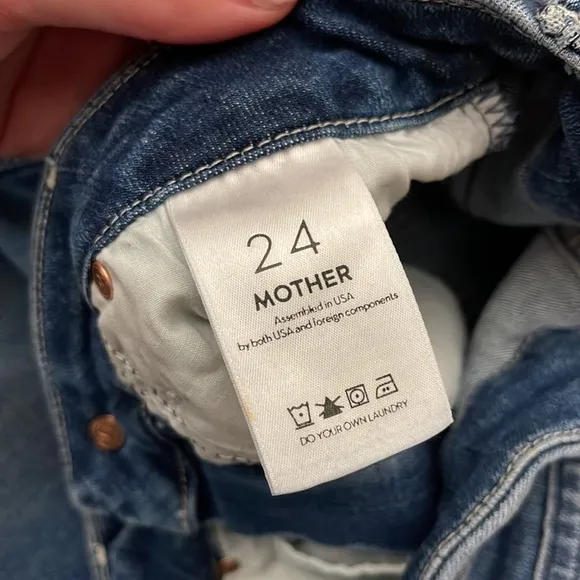 24
MOTHER
Assembled in USA
by both USA and foreign components
DO YOUR OWN LAUNDRY